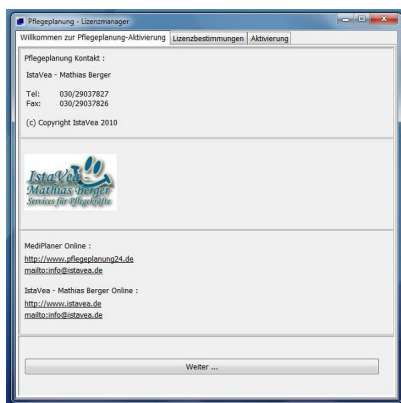 Pflegeplanung - Lizenzmanager
Willkommen zur Pflegeplanung-Aktivierung Lizenzbestimmungen Aktivierung
Pflegeplanung Kontakt :
IstaVea - Mathias Berger
Tel: 030/29037827
Fax: 030/29037826
(c) Copyright IstaVea 2010
IstaVea -
Mathias Berger
Services für Pflegekräfte
MediPlaner Online :
http://www.pflegeplanung24.de
mailto:info@istavea.de
IstaVea - Mathias Berger Online :
http://www.istavea.de
mailto:info@istavea.de
Weiter ...